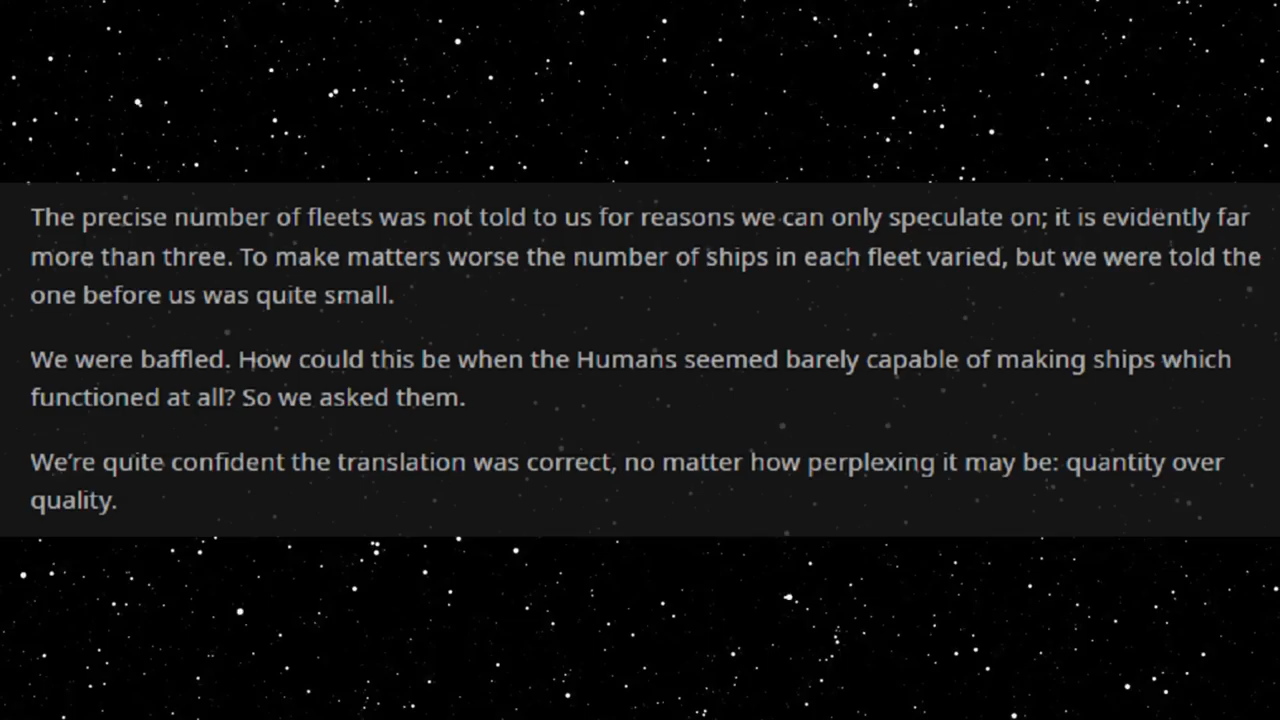 The precise number of fleets was not told to us for reasons we can only speculate on; it is evidently far
more than three. To make matters worse the number of ships in each fleet varied, but we were told the
one before us was quite small.
We were baffled. How could this be when the Humans seemed barely capable of making ships which
functioned at all? So we asked them.
We're quite confident the translation was correct, no matter how perplexing it may be: quantity over
quality.